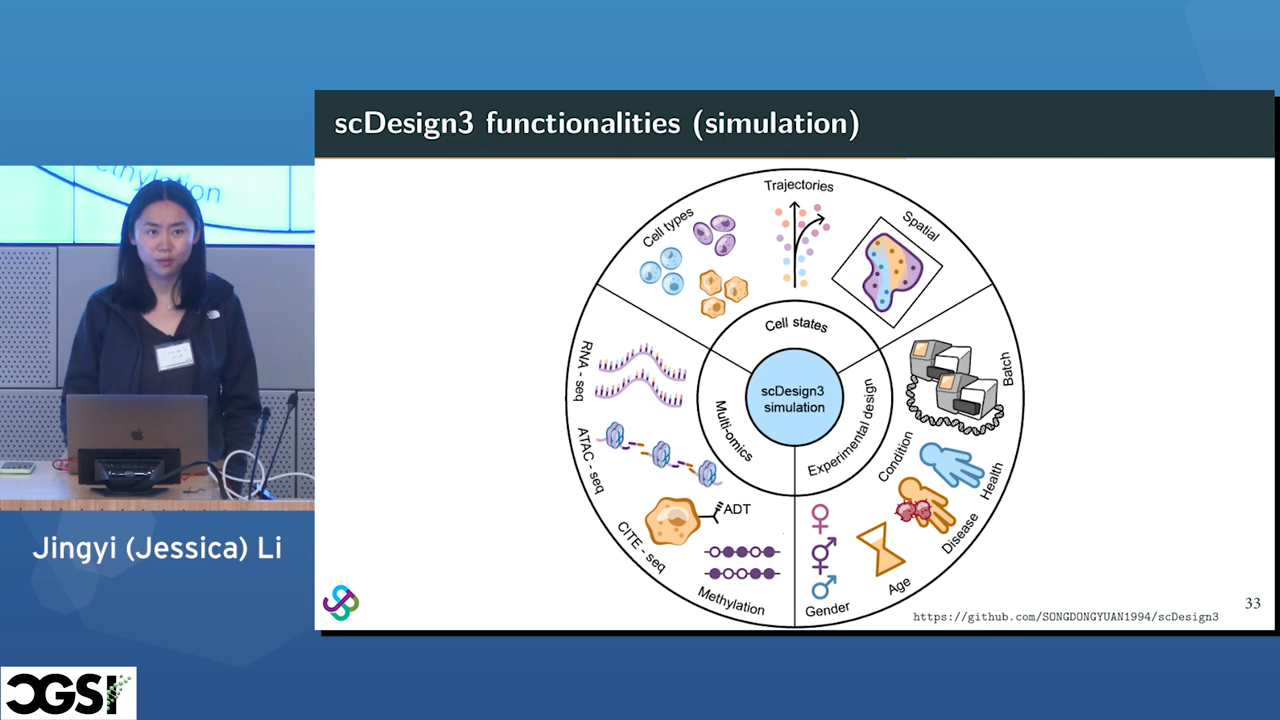 scDesign3 functionalities (simulation)
thylation
Trajectories
Cell types
Spatial
Cell states
RNA - seq
Batch
scDesign3
simulation
Multi-omics
Experimental design
ATAC - seq
Condition
Health
ADT
CITE - seq
Disease
Age
Methylation
Gender
Jingyi (Jessica) Li
33
https://github.com/SONGDONGYUAN1994/scDesign3
CGSI